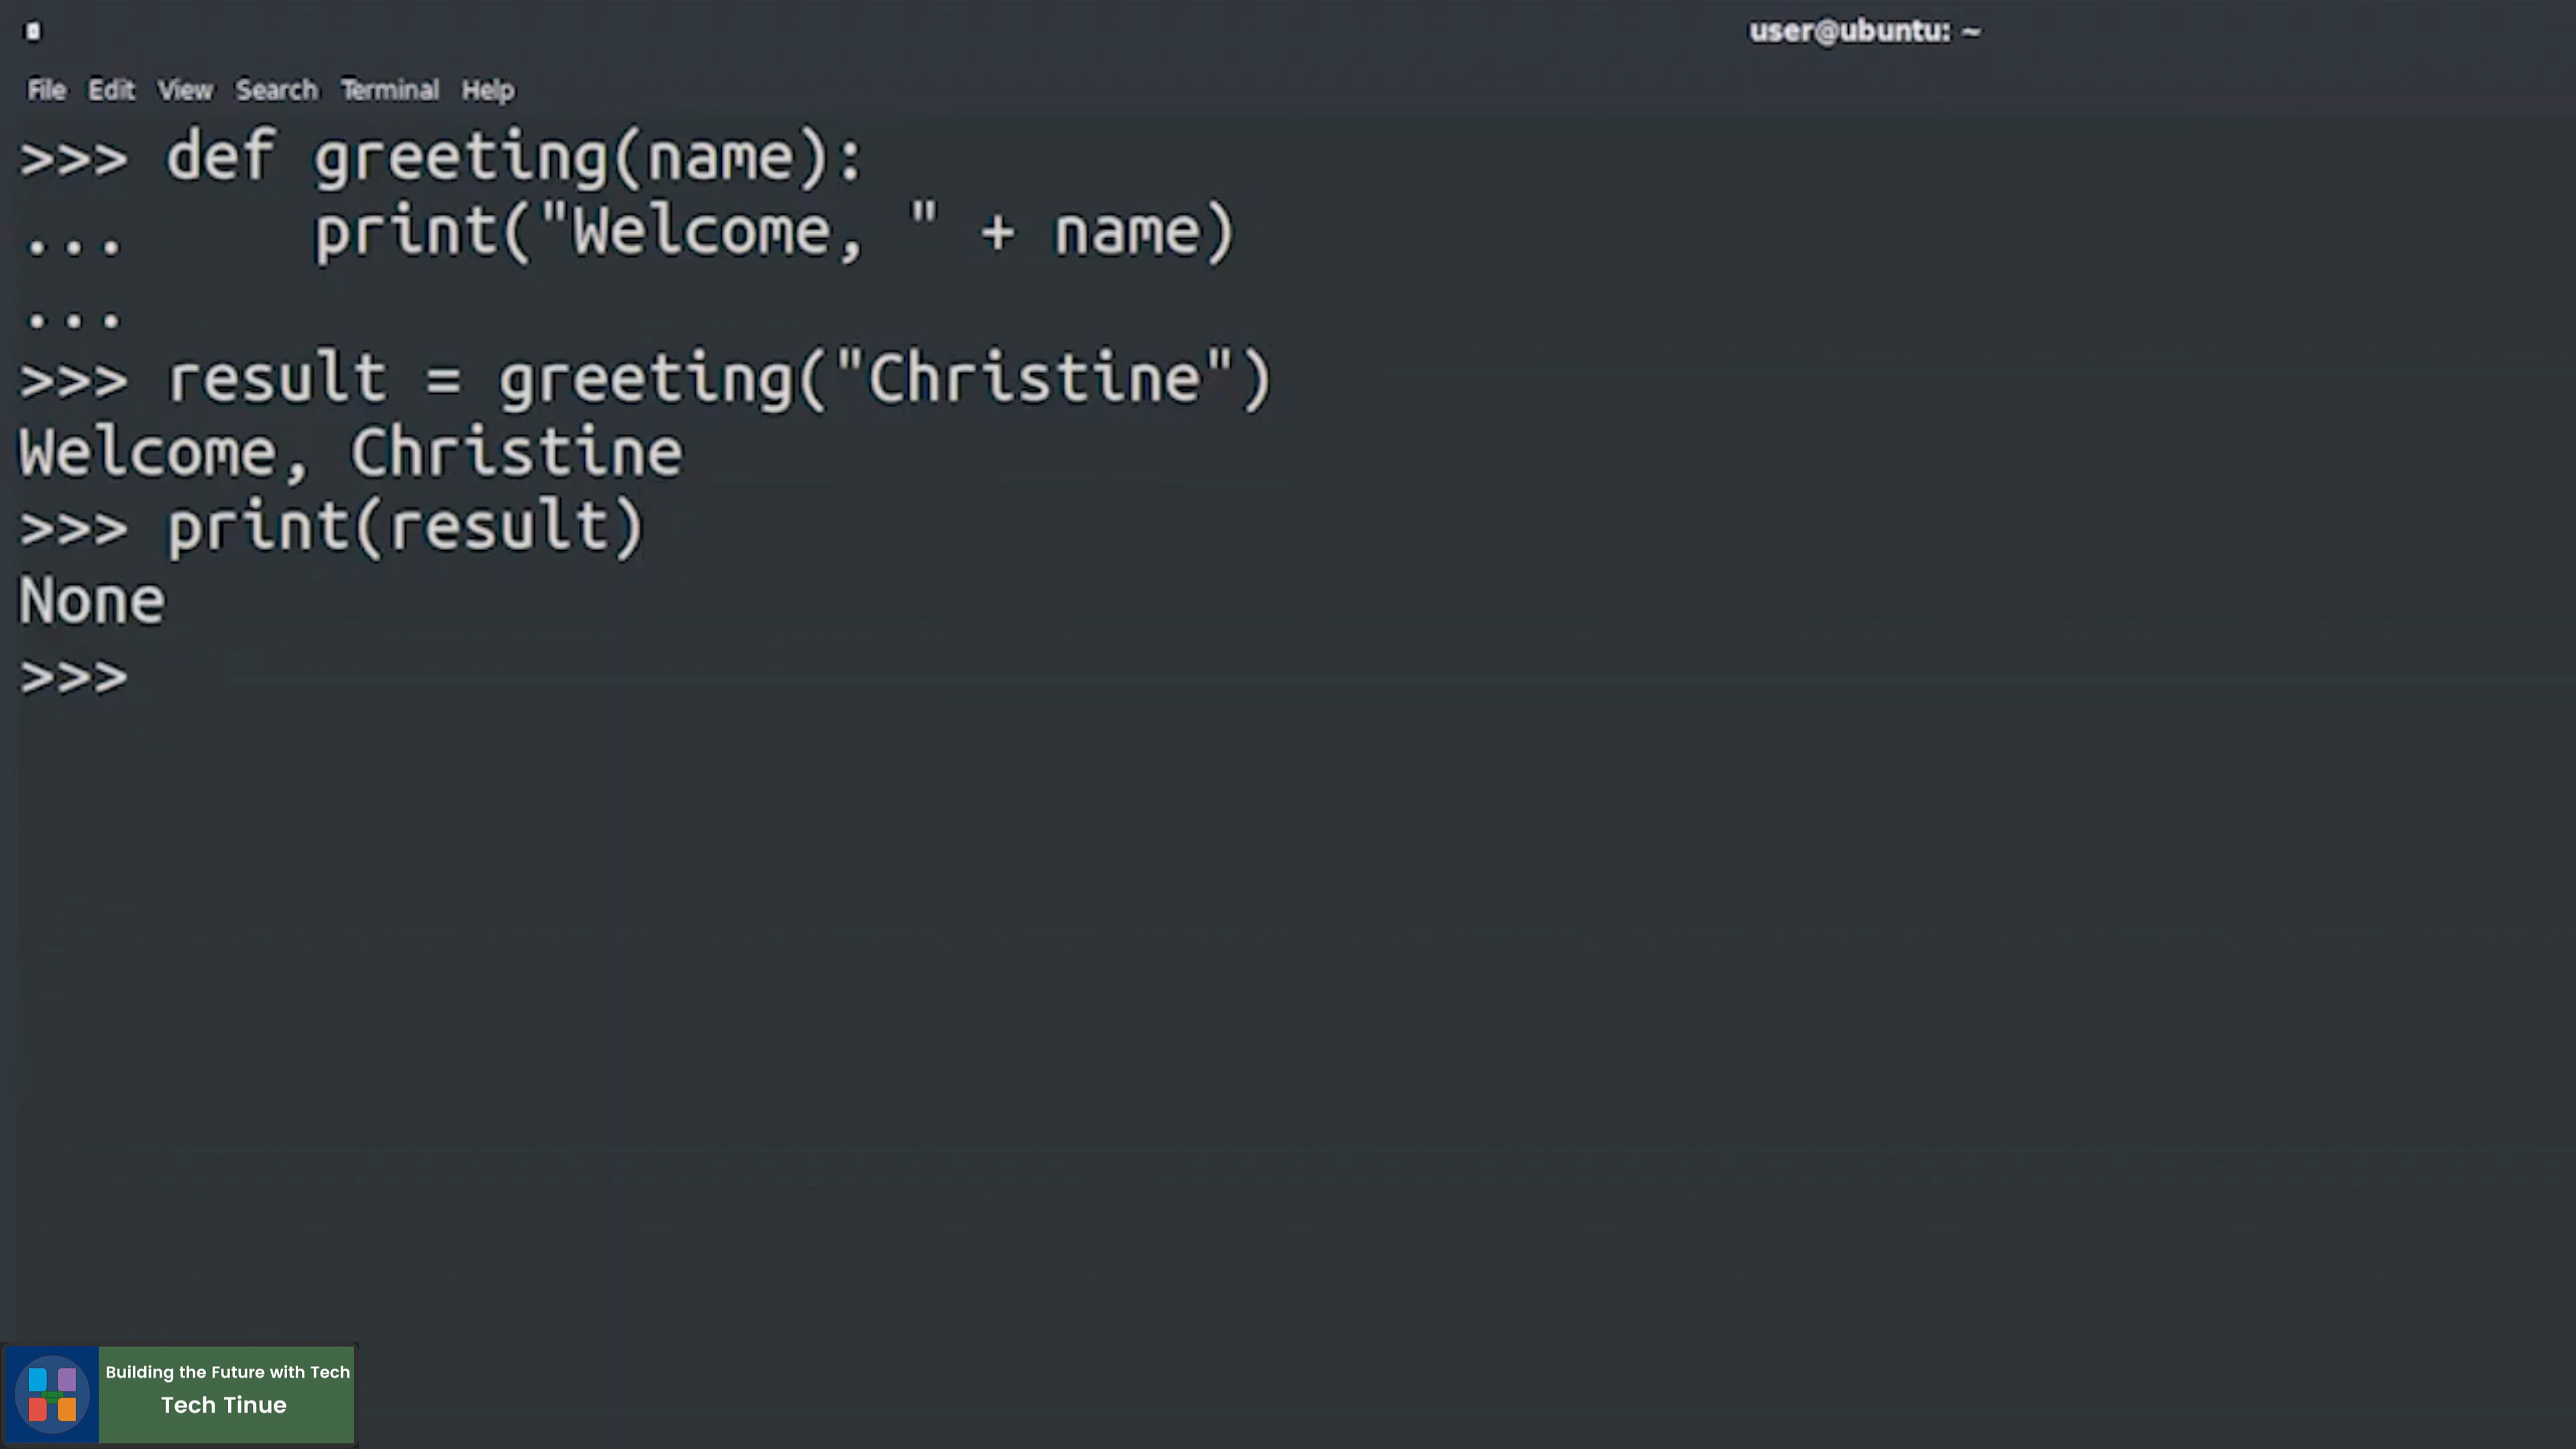 user@ubuntu: ~
File Edit View Search Terminal Help
>>> def greeting(name):
...     print("Welcome, " + name)
...
>>> result = greeting("Christine")
Welcome, Christine
>>> print(result)
None
>>>
Building the Future with Tech
Tech Tinue